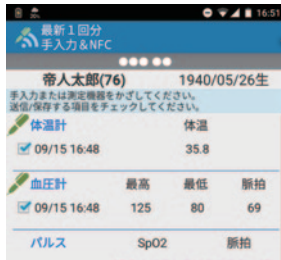 16:51
最新1回分
手入力&NFC
帝人太郎(76) 1940/05/26生
手入力または測定機器をかざしてください。
送信/保存する項目をチェックしてください。
体温計 体温
09/15 16:48 35.8
血圧計 最高 最低 脈拍
09/15 16:48 125 80 69
パルス SpO2 脈拍